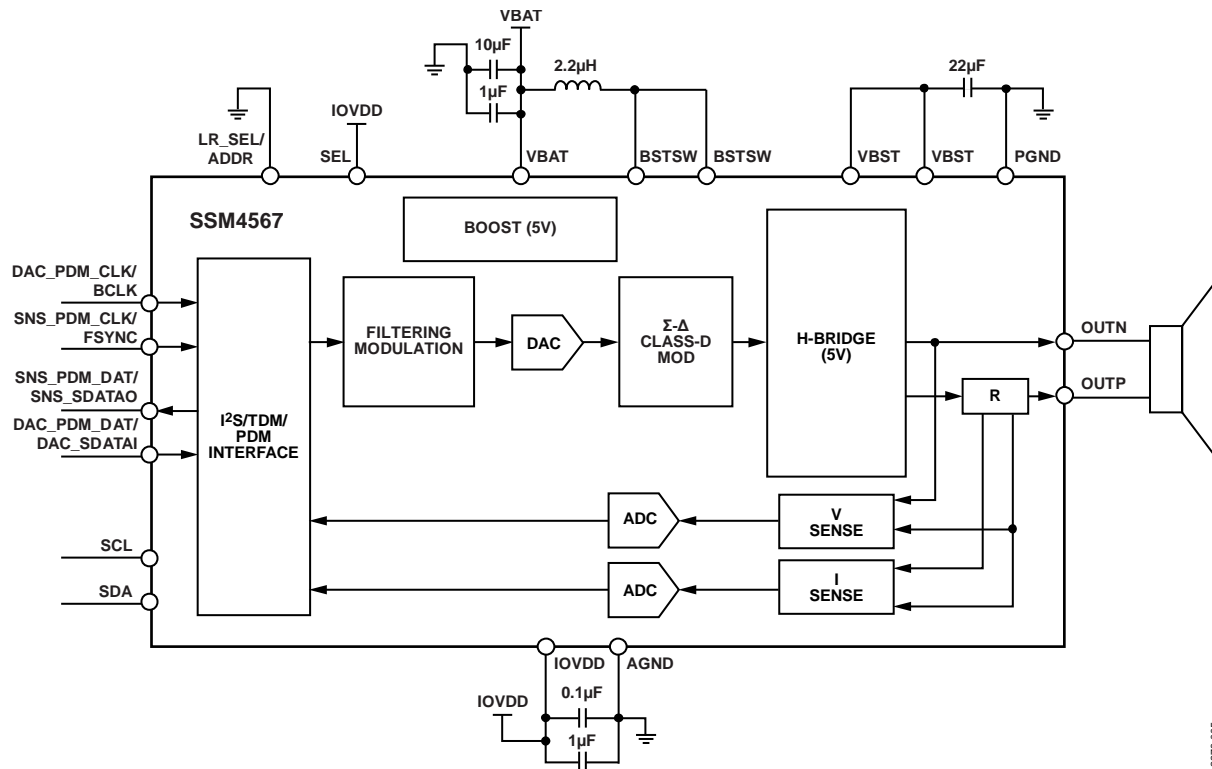 VBAT
10µF
2.2µH
22µF
1µF
IOVDD
LR_SEL/
ADDR
SEL
VBAT
BSTSW
BSTSW
VBST
VBST
PGND
SSM4567
BOOST (5V)
DAC_PDM_CLK/
BCLK
SNS_PDM_CLK/
FSYNC
SNS_PDM_DAT/
SNS_SDATAO
DAC_PDM_DAT/
DAC_SDATAI
SCL
SDA
I²S/TDM/
PDM
INTERFACE
FILTERING
MODULATION
DAC
Σ-Δ
CLASS-D
MOD
H-BRIDGE
(5V)
R
OUTN
OUTP
ADC
V
SENSE
ADC
I
SENSE
IOVDD
AGND
0.1µF
IOVDD
1µF